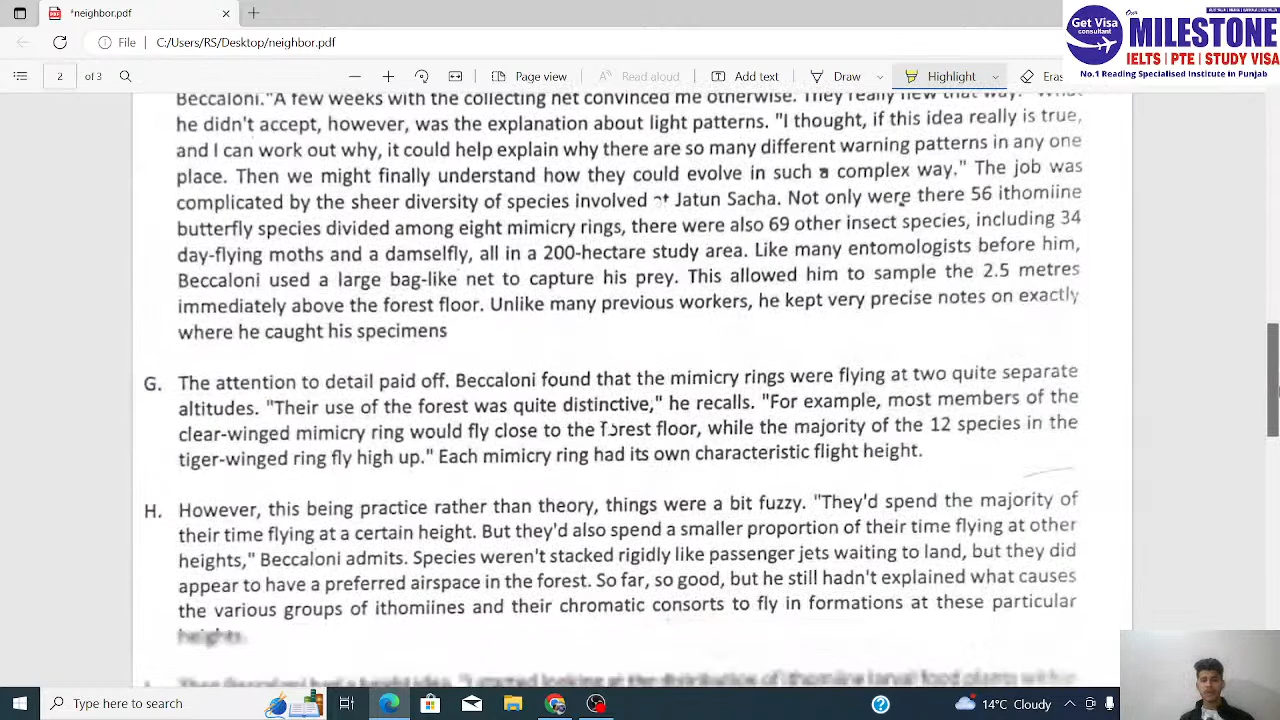 *neighbor.pdf
File
C:/Users/RS/Desktop/neighbor.pdf
2 of 3
Page view
Read aloud
Add text
Draw
Highlight
Eras
Get Visa
consultant
Our
MILESTONE
IELTS | PTE | STUDY VISA
No.1 Reading Specialised Institute in Punjab
Beccaloni."A few weeks with the collecting net convinced me otherwise. They really flew that way."
he didn't accept, however, was the explanation about light patterns. "I thought, if this idea really is true,
and I can work out why, it could help explain why there are so many different warning patterns in any one
place. Then we might finally understand how they could evolve in such a complex way." The job was
complicated by the sheer diversity of species involved at Jatun Sacha. Not only were there 56 ithomiine
butterfly species divided among eight mimicry rings, there were also 69 other insect species, including 34
day-flying moths and a damselfly, all in a 200-hectare study area. Like many entomologists before him,
Beccaloni used a large bag-like net to capture his prey. This allowed him to sample the 2.5 metres
immediately above the forest floor. Unlike many previous workers, he kept very precise notes on exactly
where he caught his specimens
G. The attention to detail paid off. Beccaloni found that the mimicry rings were flying at two quite separate
altitudes. "Their use of the forest was quite distinctive," he recalls. "For example, most members of the
clear-winged mimicry ring would fly close to the forest floor, while the majority of the 12 species in the
tiger-winged ring fly high up." Each mimicry ring had its own characteristic flight height.
H. However, this being practice rather than theory, things were a bit fuzzy. "They'd spend the majority of
their time flying at a certain height. But they'd also spend a smaller proportion of their time flying at other
heights," Beccaloni admits. Species weren't stacked rigidly like passenger jets waiting to land, but they did
appear to have a preferred airspace in the forest. So far, so good, but he still hadn't explained what causes
the various groups of ithomiines and their chromatic consorts to fly in formations at these particular
heights.
Type here to search
14°C Cloudy